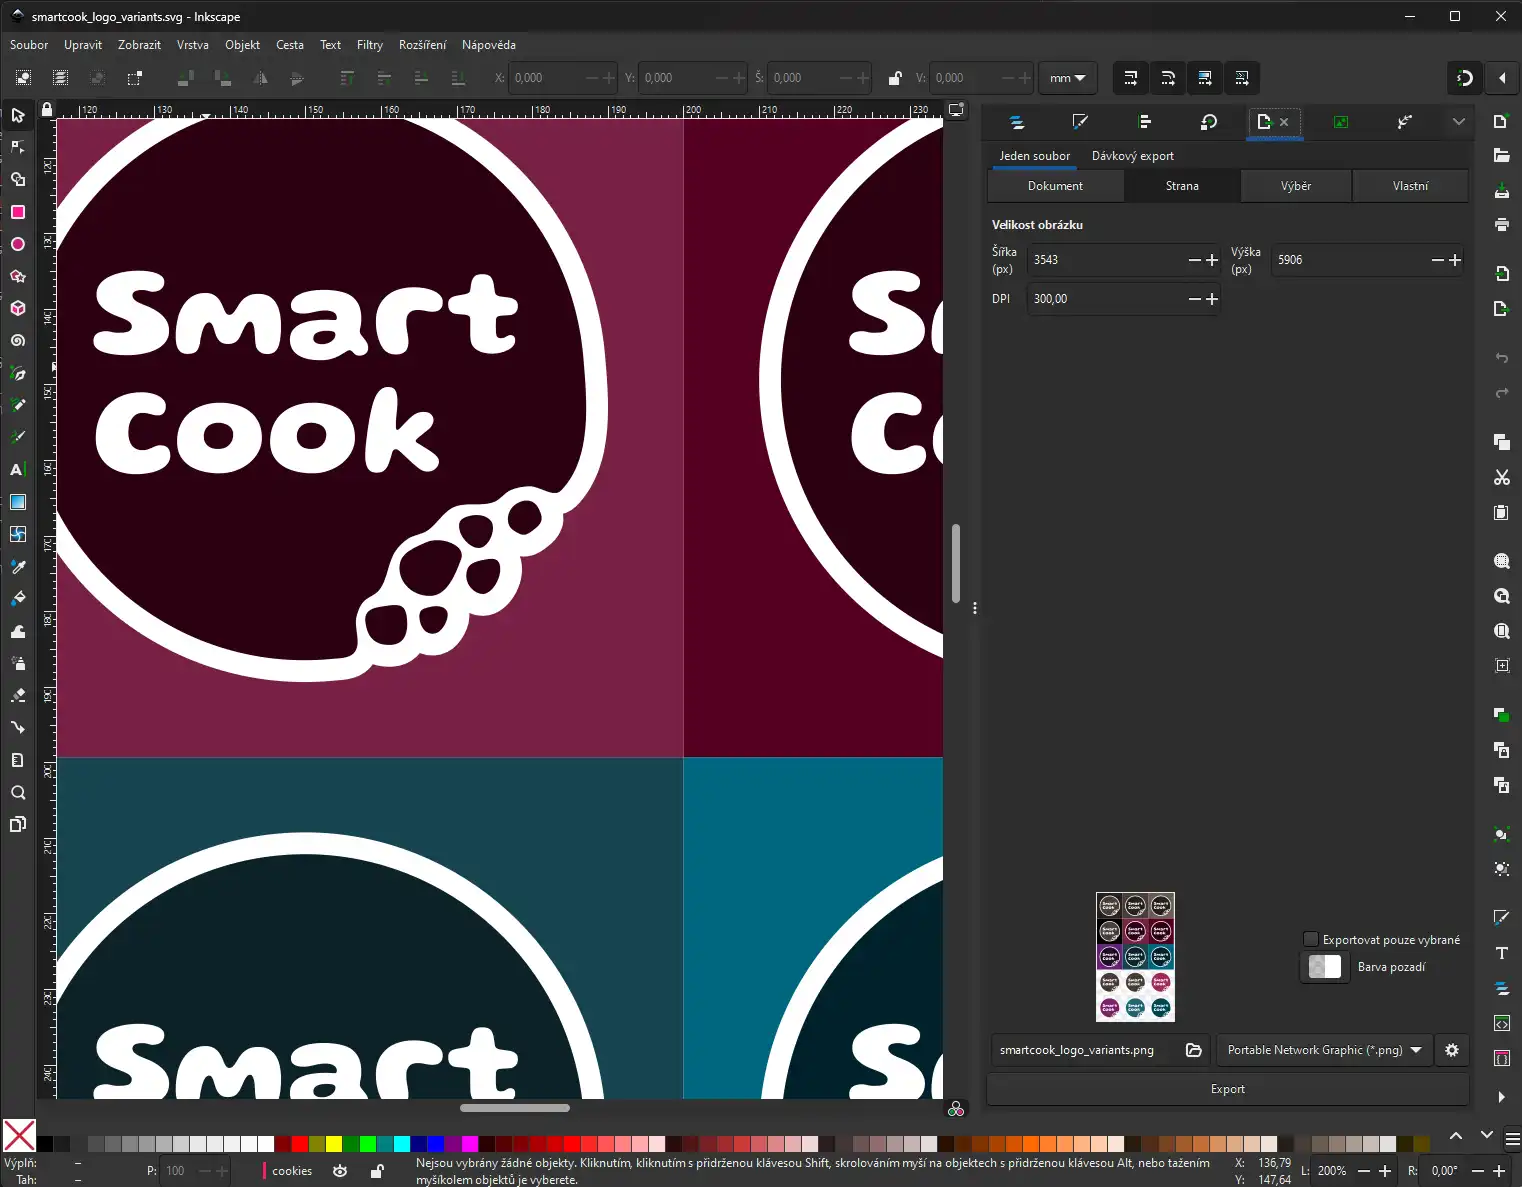 smartcook_logo_variants.svg - Inkscape
Soubor Upravit Zobrazit Vrstva Objekt Cesta Text Filtry Rozšíření Nápověda
X: 0,000 Y: 0,000 Š: 0,000 V: 0,000 mm
120 130 140 150 160 170 180 190 200 210 220 230
Jeden soubor Dávkový export
Dokument Strana Výběr Vlastní
Velikost obrázku
Šířka (px) 3543 Výška (px) 5906
DPI 300,00
Smart
Cook
Exportovat pouze vybrané
Barva pozadí
smartcook_logo_variants.png Portable Network Graphic (*.png)
Export
Smart
Výplň: –
Tah: –
P: 100
cookies
Nejsou vybrány žádné objekty. Kliknutím, kliknutím s přidrženou klávesou Shift, skrolováním myší na objektech s přidrženou klávesou Alt, nebo tažením
myšíkolem objektů je vyberete.
X: 136,79
Y: 147,64
L: 200% R: 0,00°